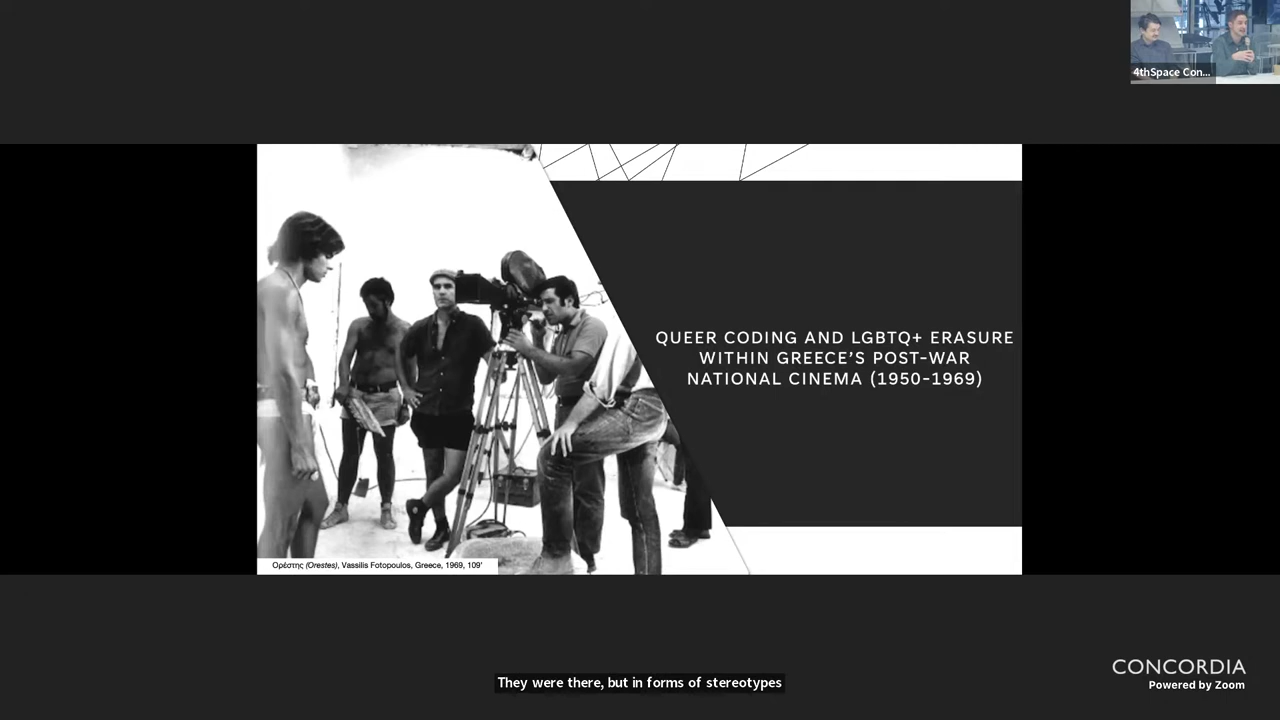 4thSpace Con...
QUEER CODING AND LGBTQ+ ERASURE
WITHIN GREECE'S POST-WAR
NATIONAL CINEMA (1950-1969)
Ορέστης (Orestes), Vassilis Fotopoulos, Greece, 1969, 109'
CONCORDIA
Powered by Zoom
They were there, but in forms of stereotypes